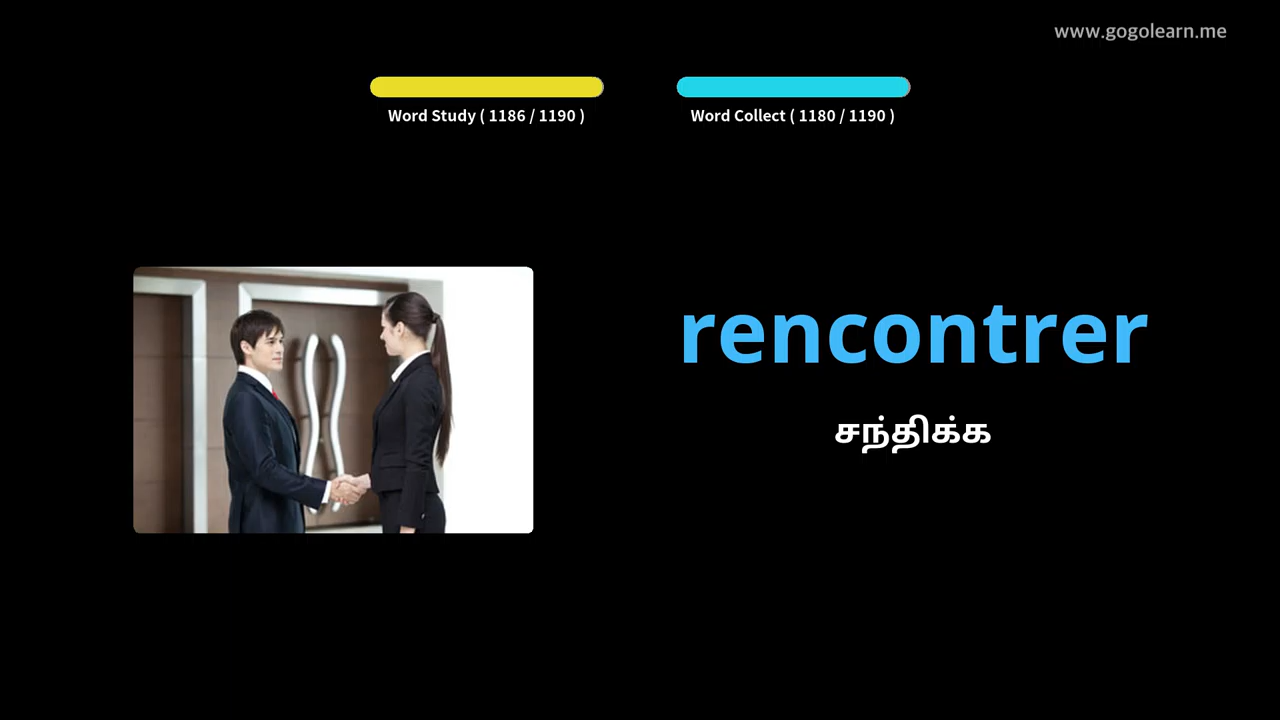 www.gogolearn.me
Word Study ( 1186 / 1190 )
Word Collect ( 1180 / 1190 )
rencontrer
சந்திக்க